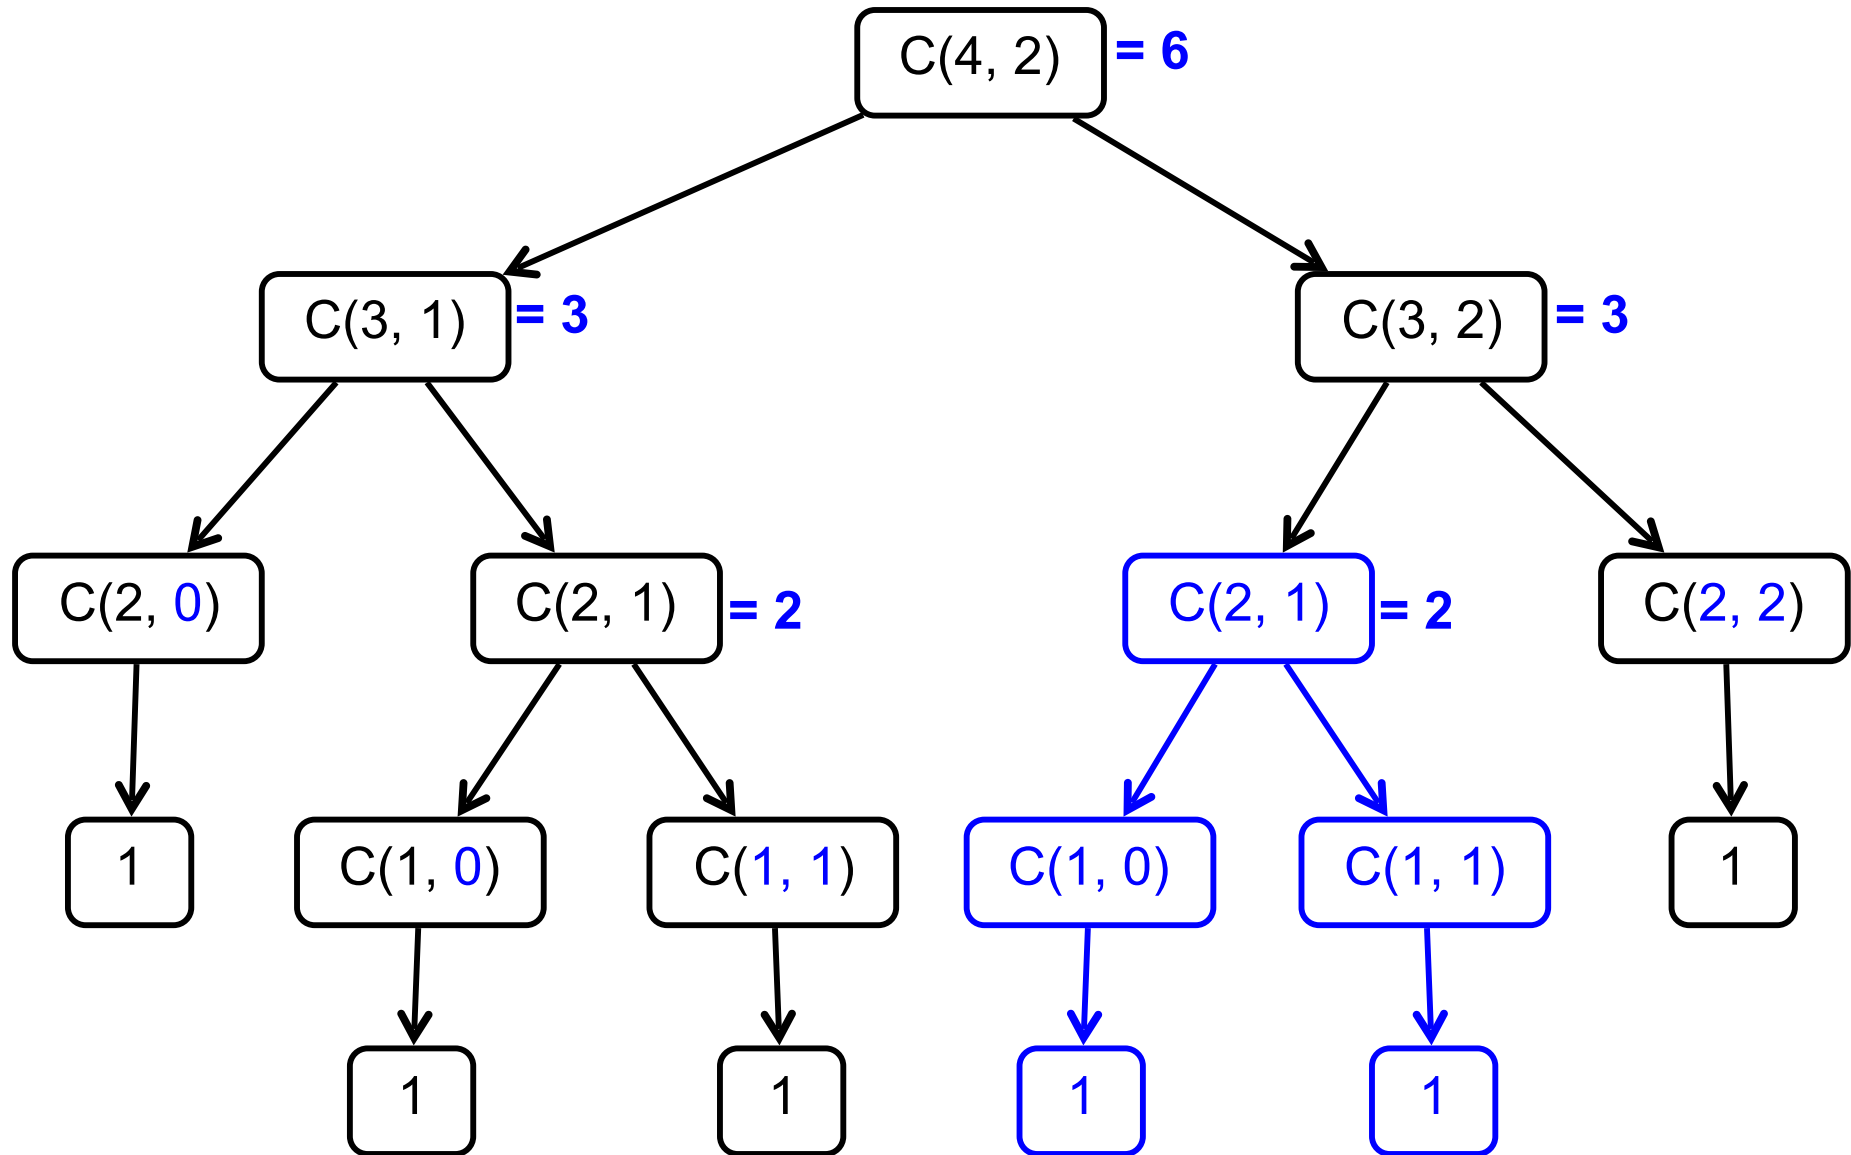 C(4, 2) = 6
C(3, 1) = 3
C(3, 2) = 3
C(2, 0)
C(2, 1) = 2
C(2, 1) = 2
C(2, 2)
1
C(1, 0)
C(1, 1)
C(1, 0)
C(1, 1)
1
1
1
1
1